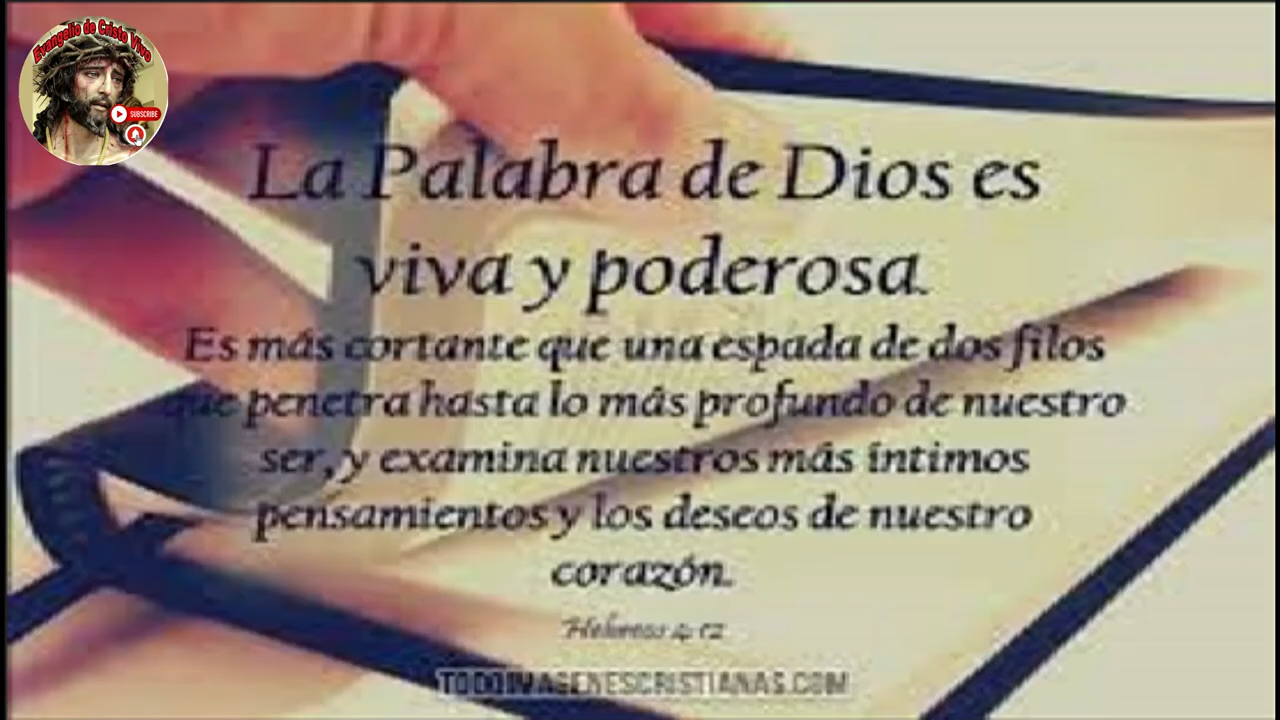 Evangelio de Cristo Vivo
SUBSCRIBE
La Palabra de Dios es
viva y poderosa.
Es más cortante que una espada de dos filos
que penetra hasta lo más profundo de nuestro
ser, y examina nuestros más íntimos
pensamientos y los deseos de nuestro
corazón.
Hebreos 4:12
TODOIMAGENESCRISTIANAS.COM